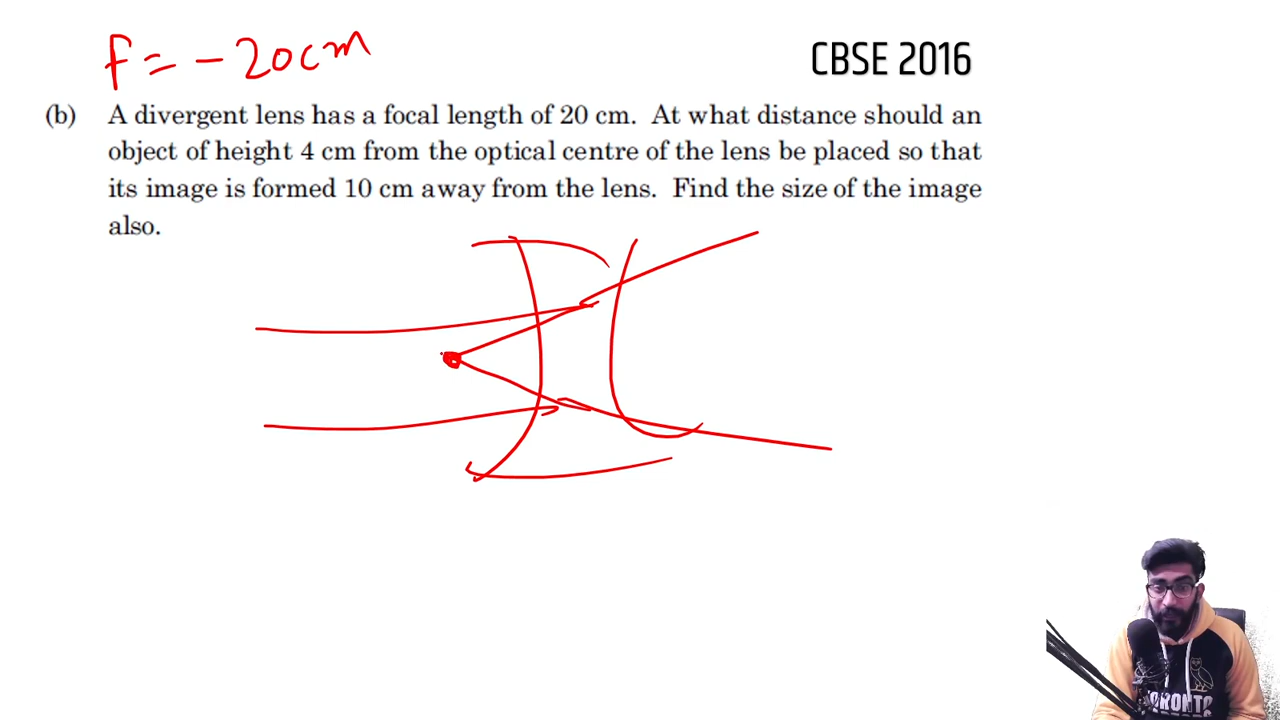 f = - 20cm
CBSE 2016
(b) A divergent lens has a focal length of 20 cm. At what distance should an
object of height 4 cm from the optical centre of the lens be placed so that
its image is formed 10 cm away from the lens. Find the size of the image
also.
TORONTO